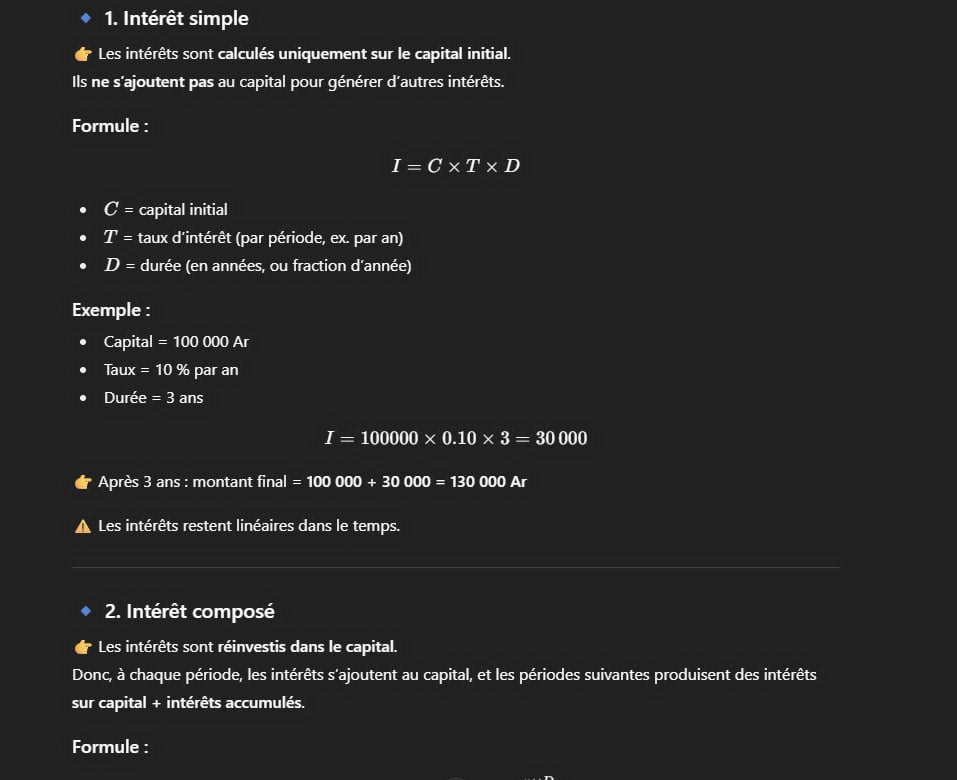 🔹 1. Intérêt simple
👉 Les intérêts sont calculés uniquement sur le capital initial.
Ils ne s'ajoutent pas au capital pour générer d'autres intérêts.
Formule :
I = C × T × D
• C = capital initial
• T = taux d'intérêt (par période, ex. par an)
• D = durée (en années, ou fraction d'année)
Exemple :
• Capital = 100 000 Ar
• Taux = 10 % par an
• Durée = 3 ans
I = 100000 × 0.10 × 3 = 30 000
👉 Après 3 ans : montant final = 100 000 + 30 000 = 130 000 Ar
⚠️ Les intérêts restent linéaires dans le temps.
🔹 2. Intérêt composé
👉 Les intérêts sont réinvestis dans le capital.
Donc, à chaque période, les intérêts s'ajoutent au capital, et les périodes suivantes produisent des intérêts
sur capital + intérêts accumulés.
Formule :